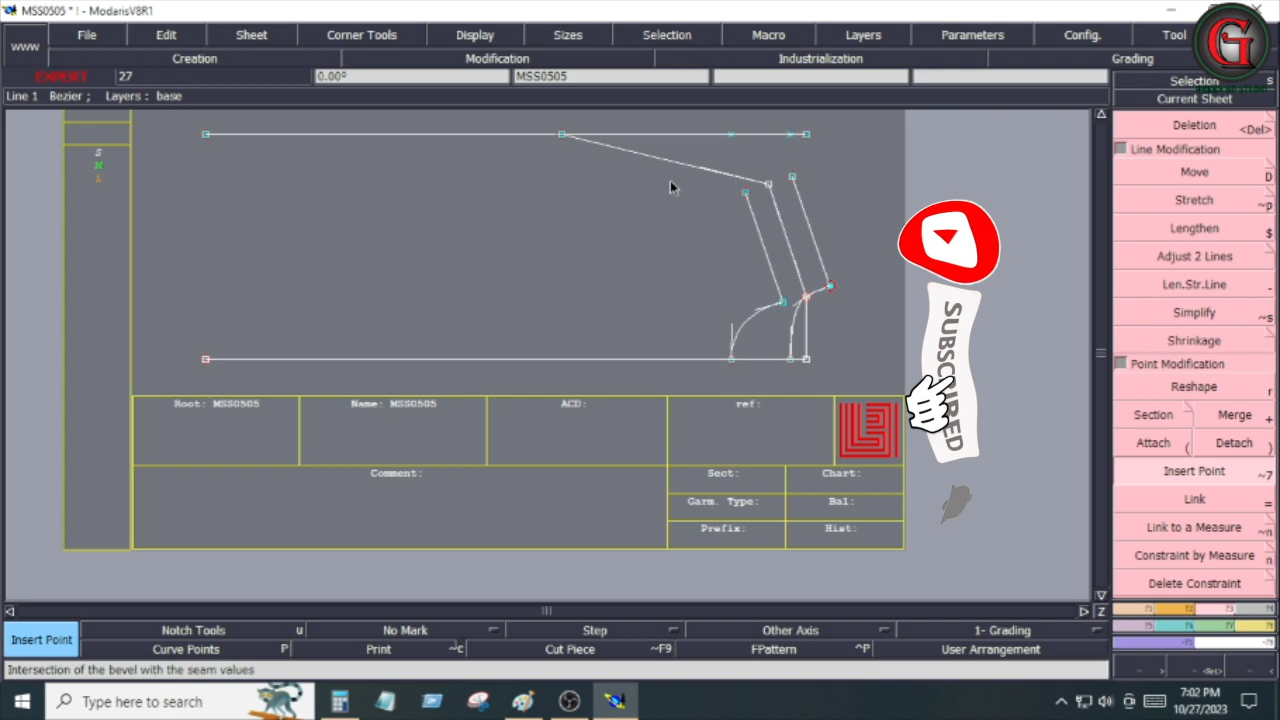 MSS0505 * | - ModarisV8R1
www
File
Edit
Sheet
Corner Tools
Display
Sizes
Selection
Macro
Layers
Parameters
Config.
Tool
Creation
Modification
Industrialization
Grading
EXPERT
27
0.00º
MSS0505
Line 1 Bezier ; Layers : base
Selection S
Current Sheet
Deletion <Del>
Line Modification
Move D
Stretch ~p
Lengthen $
Adjust 2 Lines
Len.Str.Line -
Simplify ~s
Shrinkage
Point Modification
Reshape r
Section
Merge +
Attach (
Detach )
Insert Point ~7
Link =
Link to a Measure ~n
Constraint by Measure n
Delete Constraint
S
M
L
SUBSCRIBED
Root: MSS0505
Name: MSS0505
ACD:
ref:
Comment:
Sect:
Chart:
Garm. Type:
Bal:
Prefix:
Hist:
Z
Insert Point
Notch Tools u
No Mark
Step
Other Axis
1- Grading
Curve Points P
Print ~c
Cut Piece ~F9
FPattern ^P
User Arrangement
Intersection of the bevel with the seam values
Type here to search
7:02 PM
10/27/2023